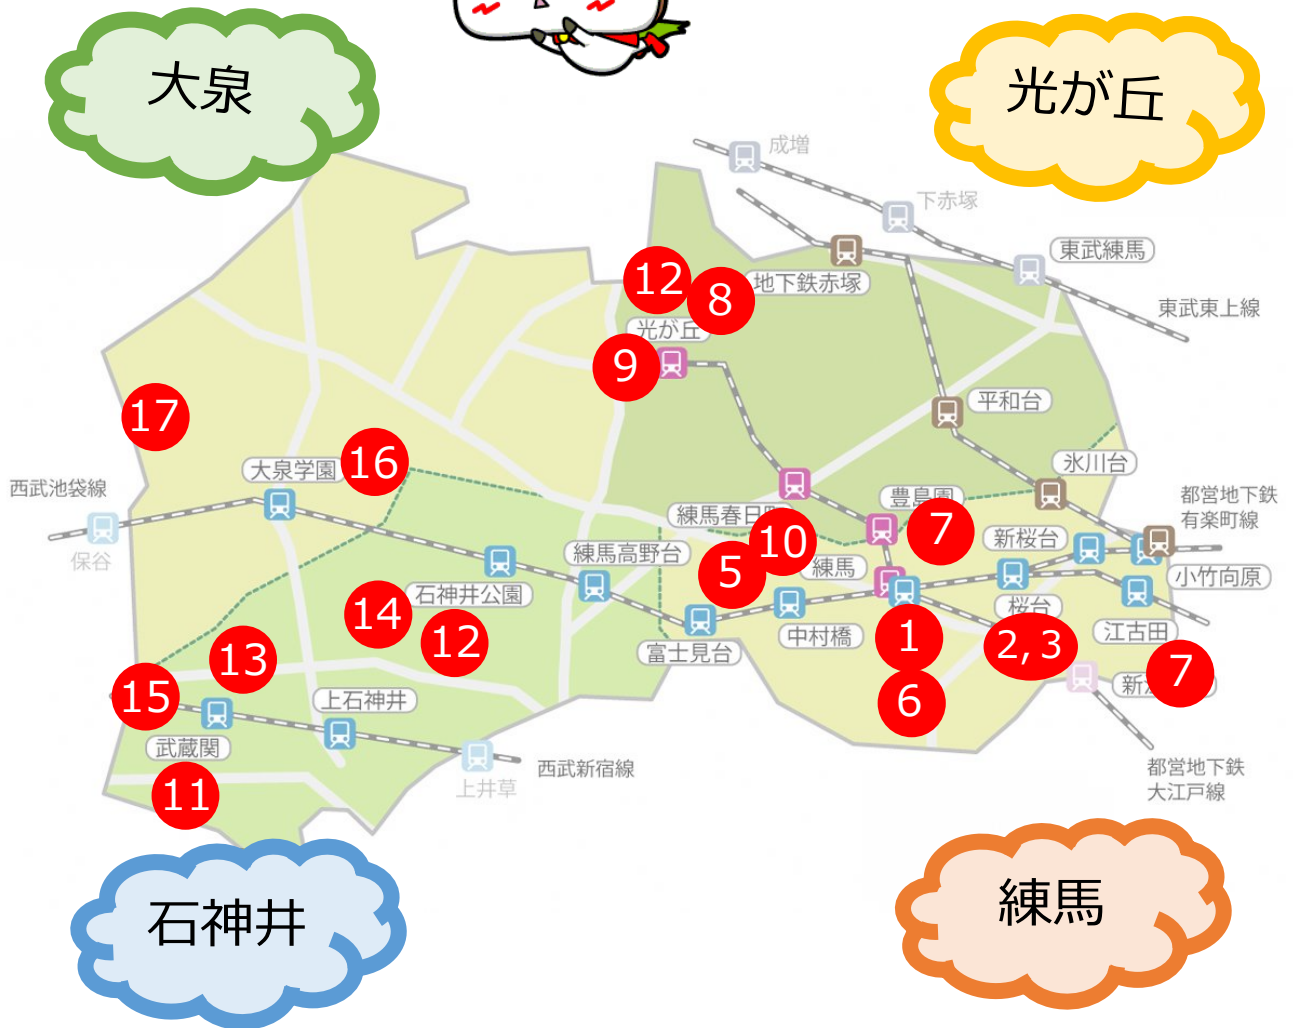 大泉
光が丘
成増
下赤塚
東武練馬
地下鉄赤塚
東武東上線
12
8
光が丘
9
平和台
17
大泉学園
16
氷川台
西武池袋線
保谷
都営地下鉄
有楽町線
豊島園
7
練馬春日町
10
新桜台
練馬高野台
5
練馬
小竹向原
石神井公園
14
12
桜台
中村橋
富士見台
1
2, 3
江古田
13
15
7
上石神井
6
武蔵関
上井草
西武新宿線
都営地下鉄
大江戸線
11
石神井
練馬